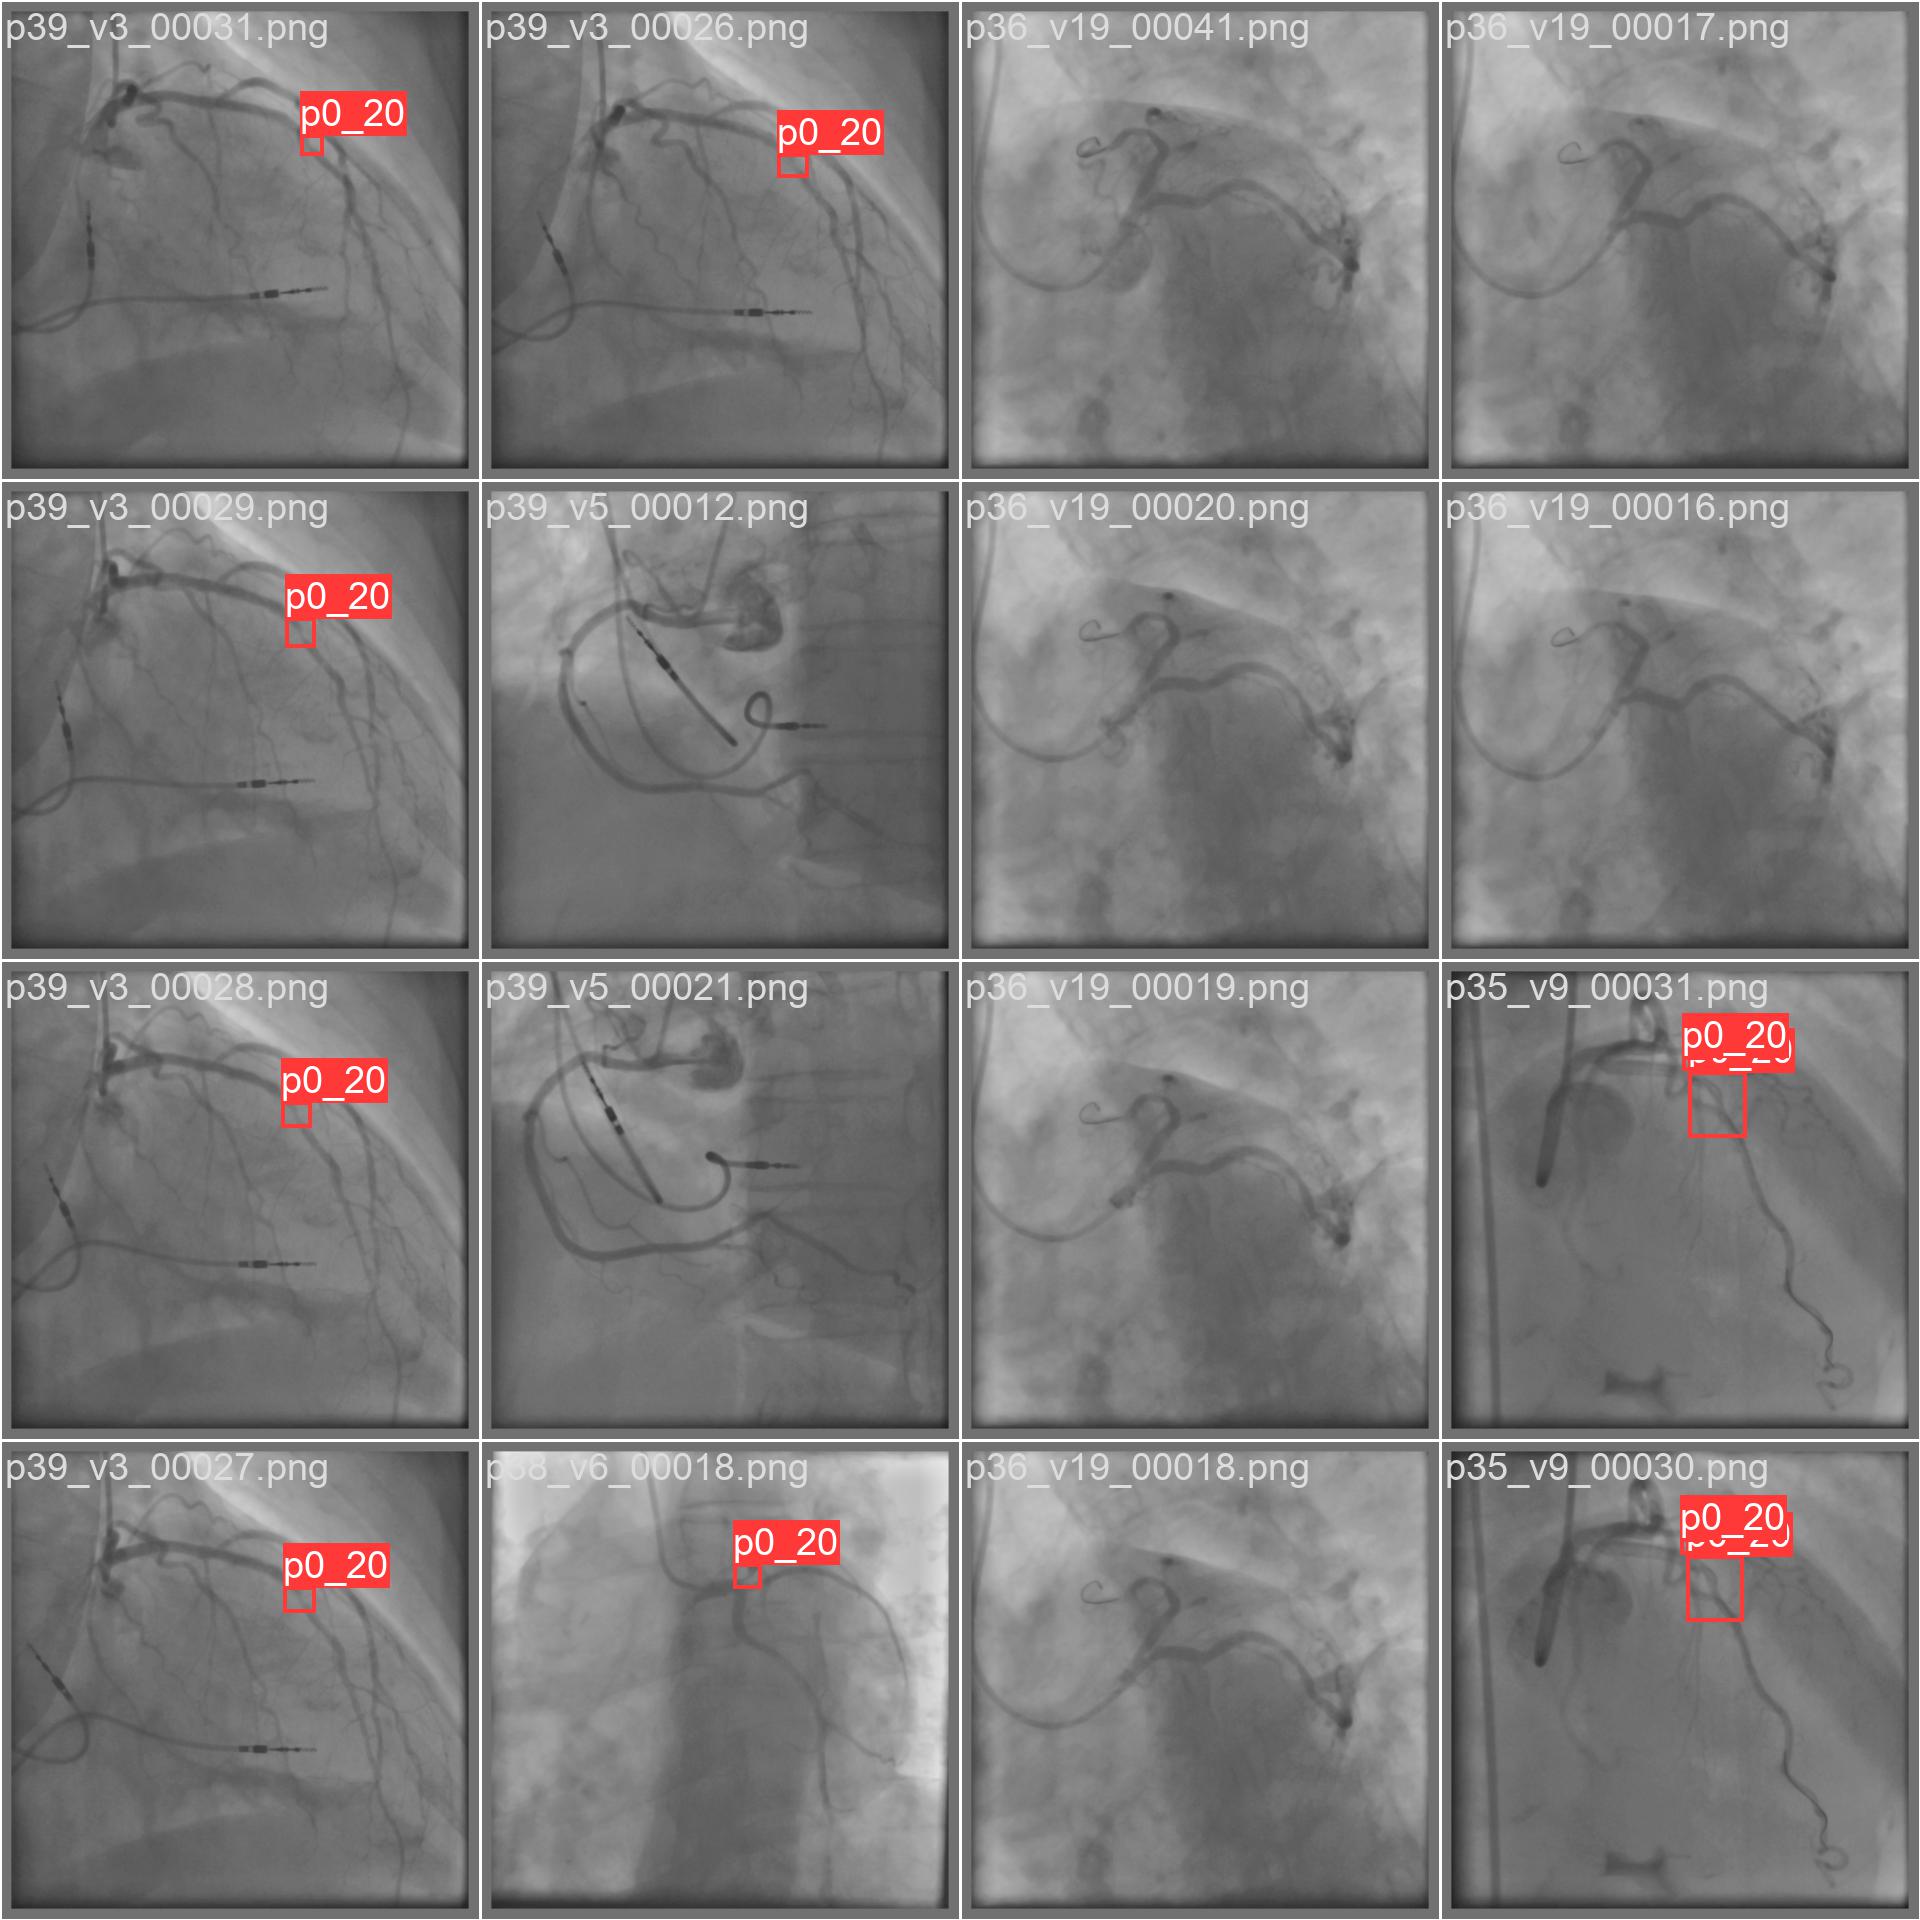 p39_v3_00031.png
p0_20
p39_v3_00026.png
p0_20
p36_v19_00041.png
p36_v19_00017.png
p39_v3_00029.png
p0_20
p39_v5_00012.png
p36_v19_00020.png
p36_v19_00016.png
p39_v3_00028.png
p0_20
p39_v5_00021.png
p36_v19_00019.png
p35_v9_00031.png
p0_20
p39_v3_00027.png
p0_20
p38_v6_00018.png
p0_20
p36_v19_00018.png
p35_v9_00030.png
p0_20